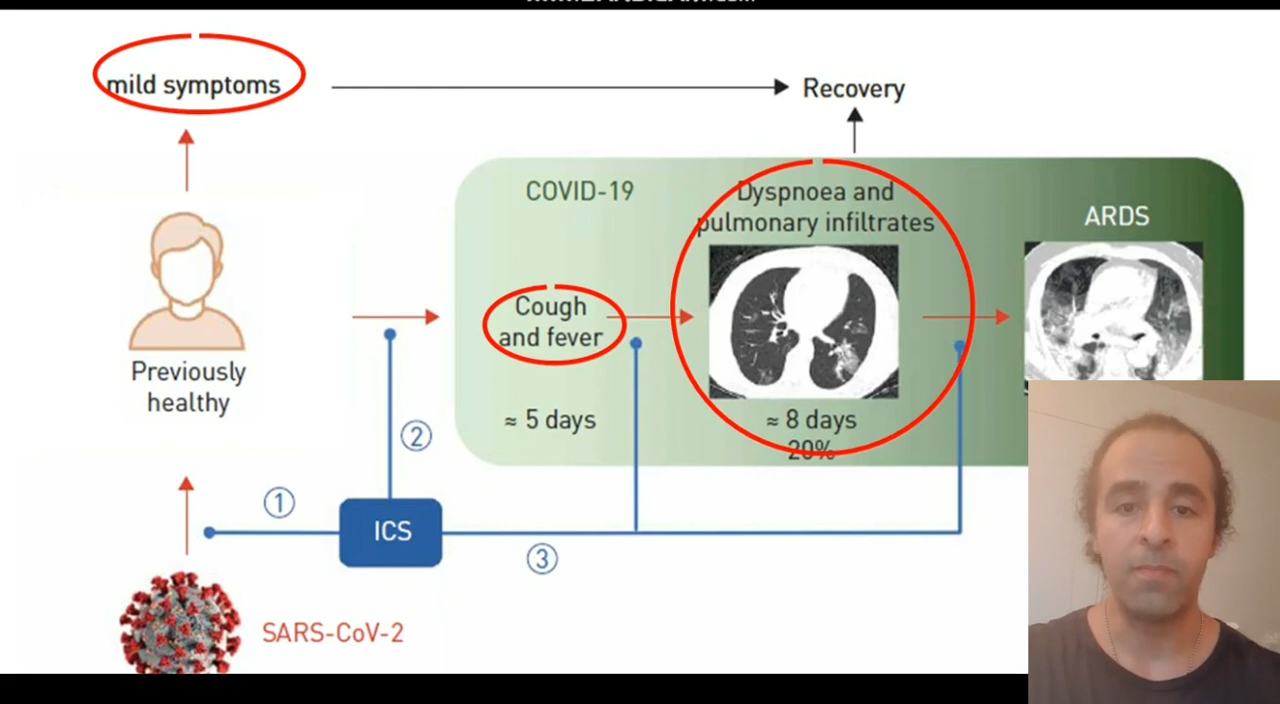 mild symptoms
Recovery
COVID-19
Dyspnoea and
pulmonary infiltrates
ARDS
Cough
and fever
Previously
healthy
≈ 5 days
≈ 8 days
20%
②
①
ICS
③
SARS-CoV-2